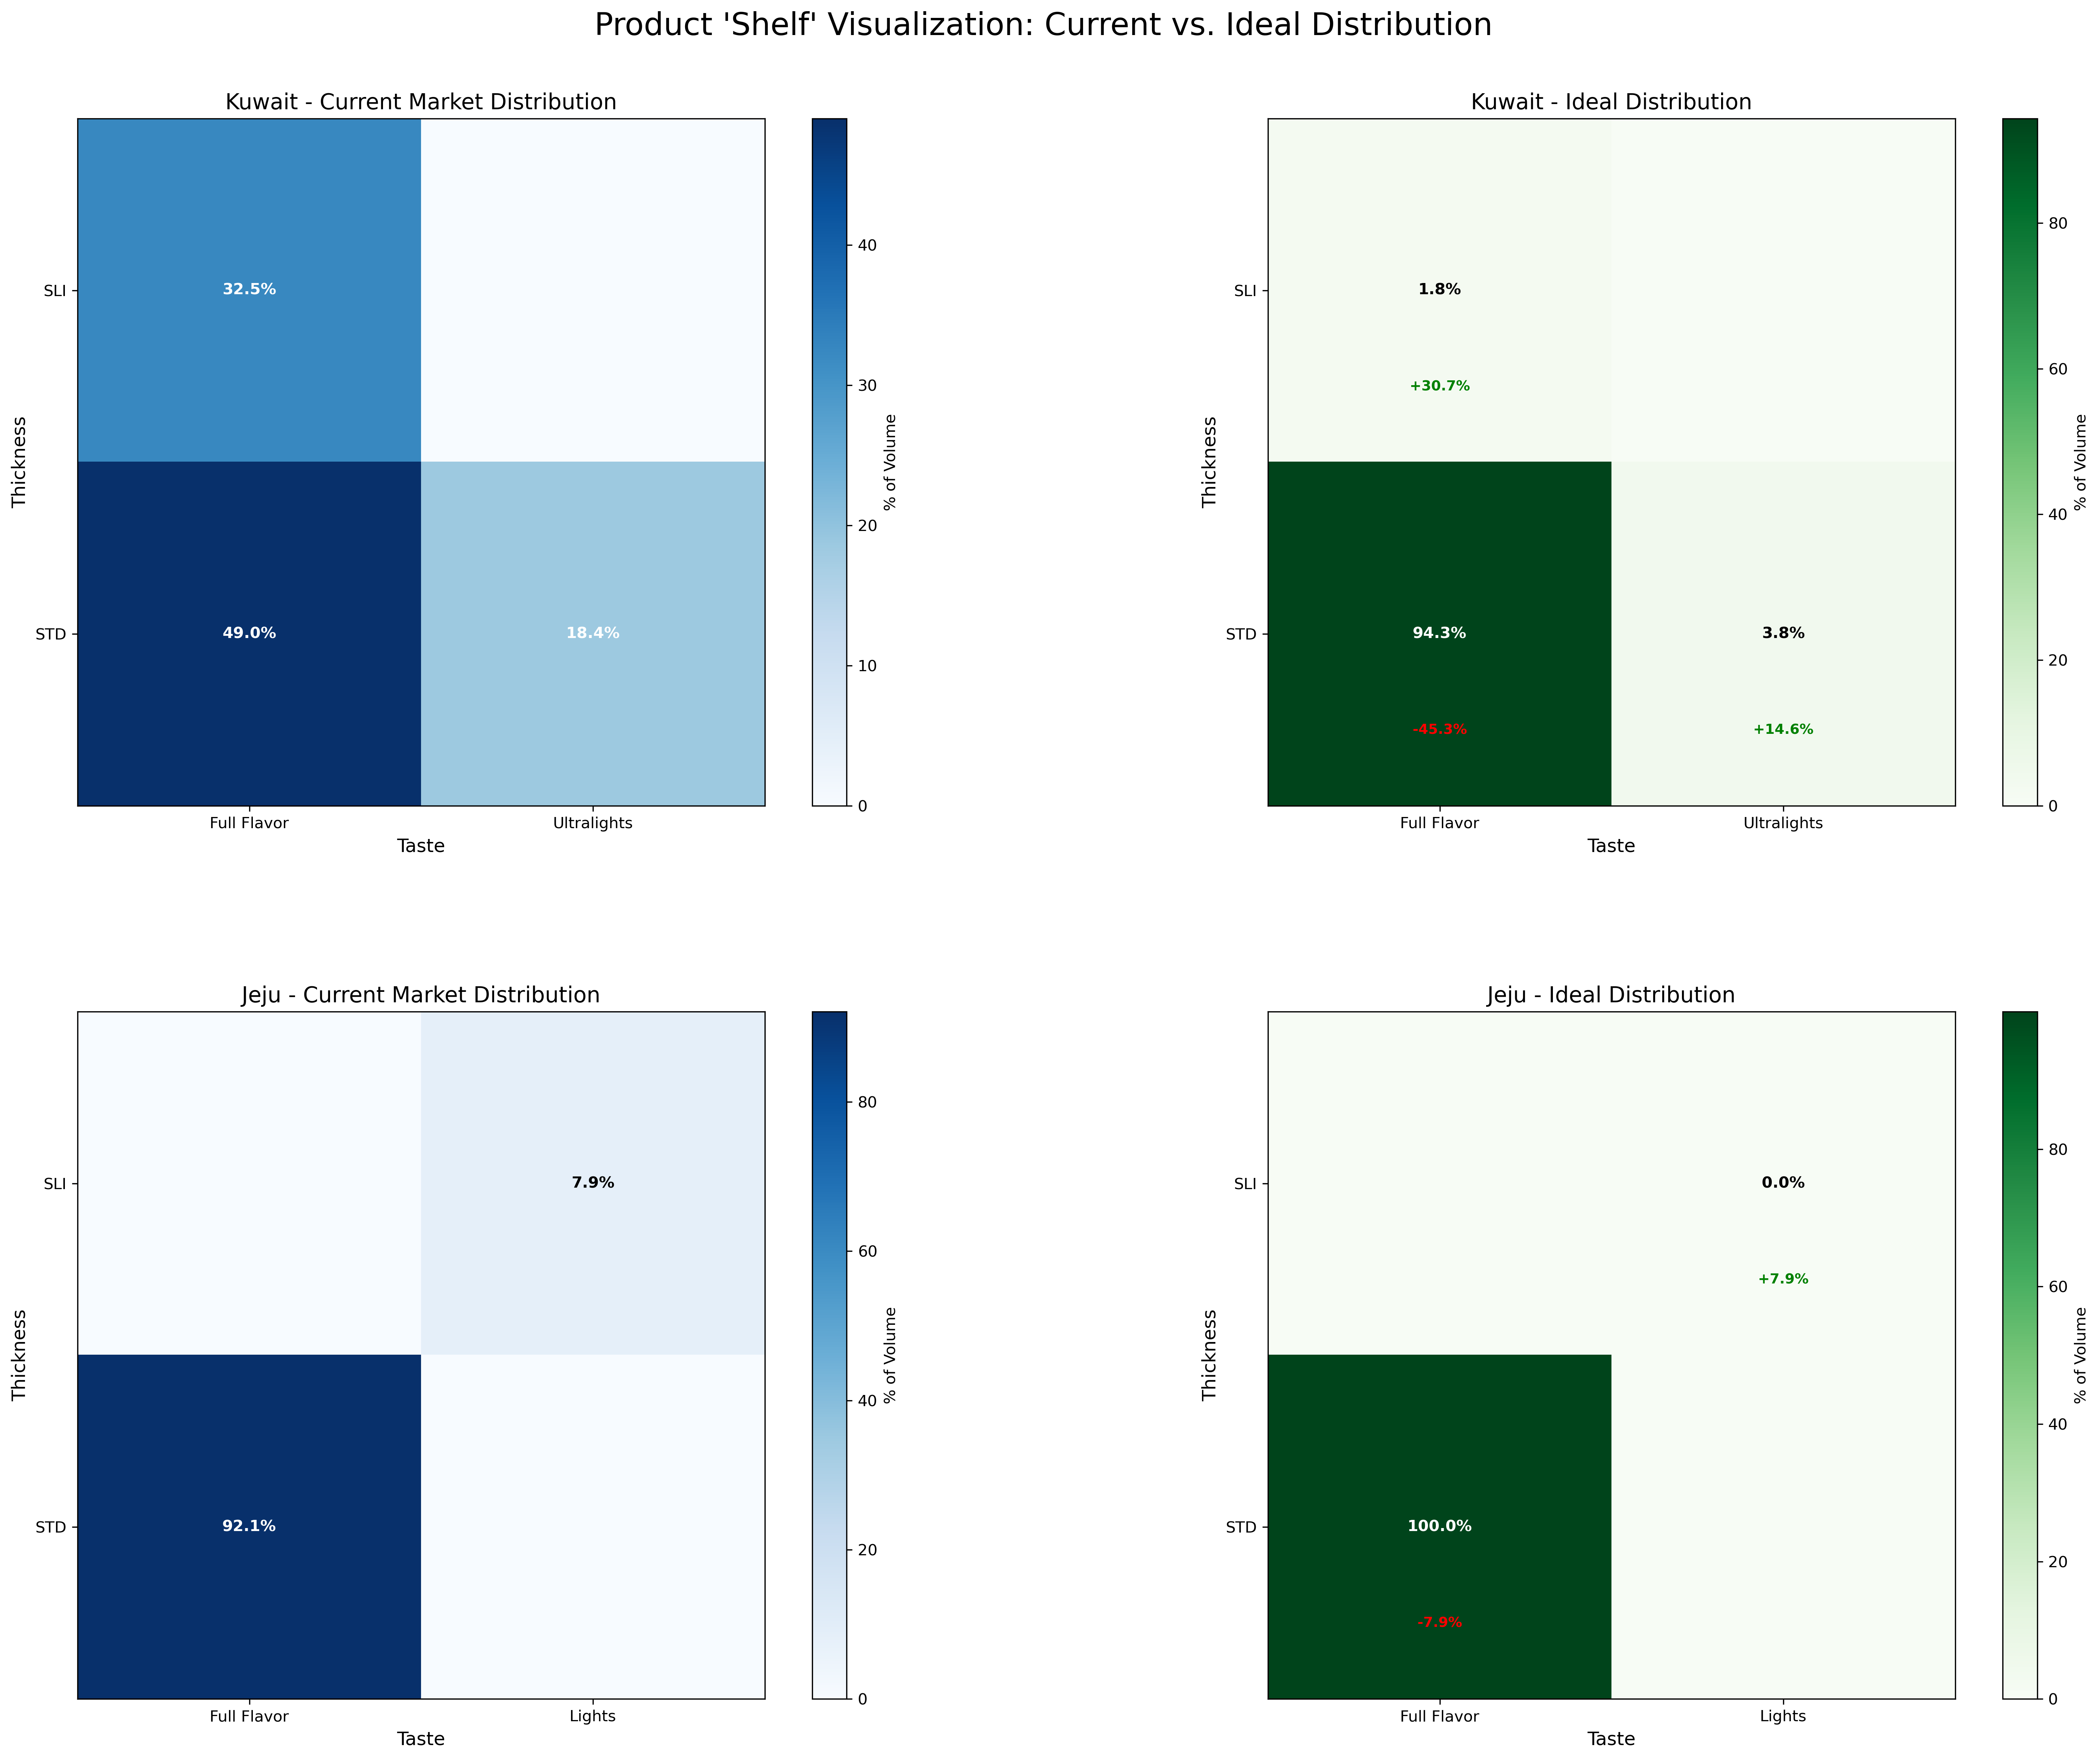 Product 'Shelf' Visualization: Current vs. Ideal Distribution
Kuwait - Current Market Distribution
SLI
STD
Thickness
32.5%
49.0%
18.4%
Full Flavor
Ultralights
Taste
40
30
20
10
0
% of Volume
Kuwait - Ideal Distribution
SLI
STD
Thickness
1.8%
+30.7%
94.3%
3.8%
-45.3%
+14.6%
Full Flavor
Ultralights
Taste
80
60
40
20
0
% of Volume
Jeju - Current Market Distribution
SLI
STD
Thickness
7.9%
92.1%
Full Flavor
Lights
Taste
80
60
40
20
0
% of Volume
Jeju - Ideal Distribution
SLI
STD
Thickness
0.0%
+7.9%
100.0%
-7.9%
Full Flavor
Lights
Taste
80
60
40
20
0
% of Volume